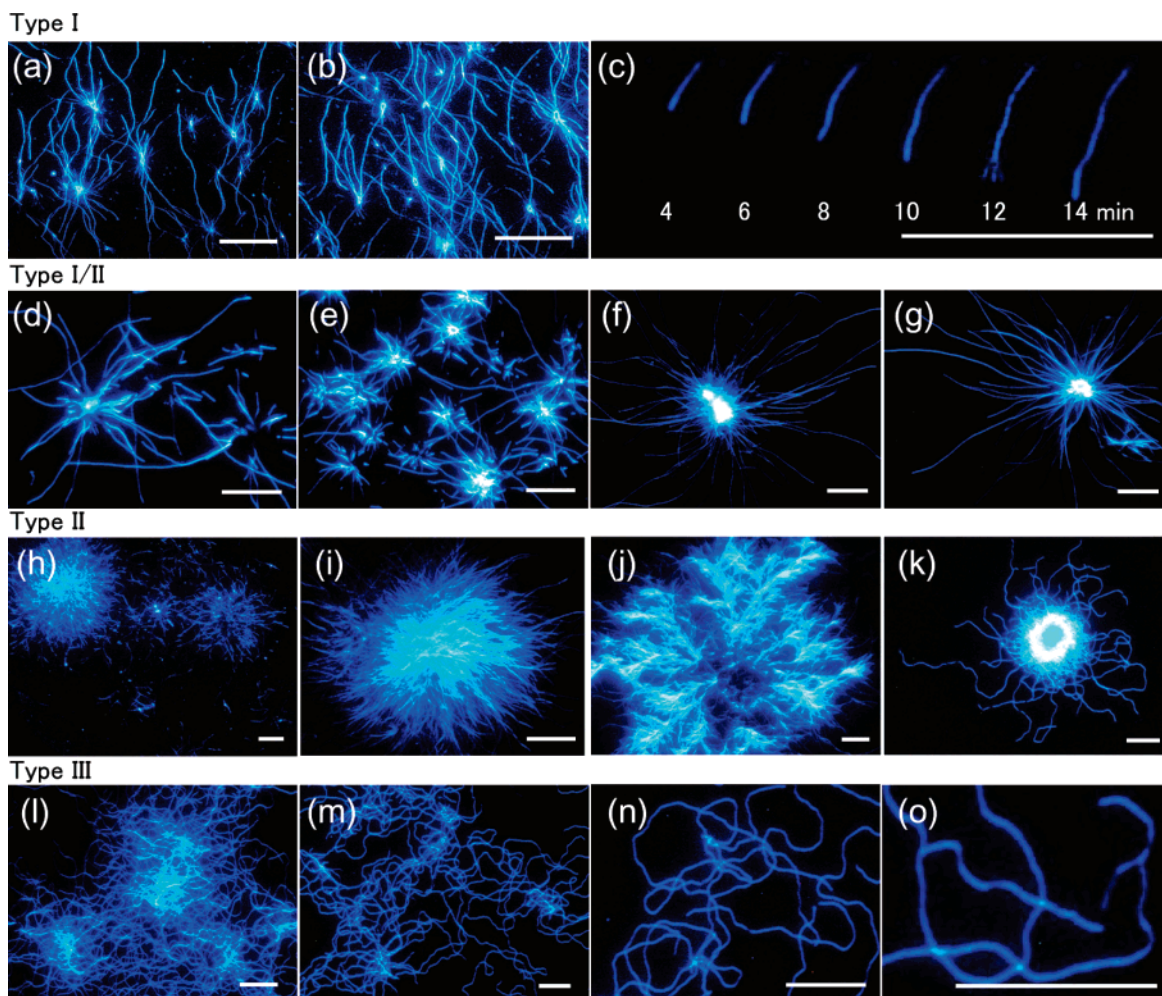 Type I
(a) (b) (c)
4 6 8 10 12 14 min
Type I/II
(d) (e) (f) (g)
Type II
(h) (i) (j) (k)
Type III
(l) (m) (n) (o)